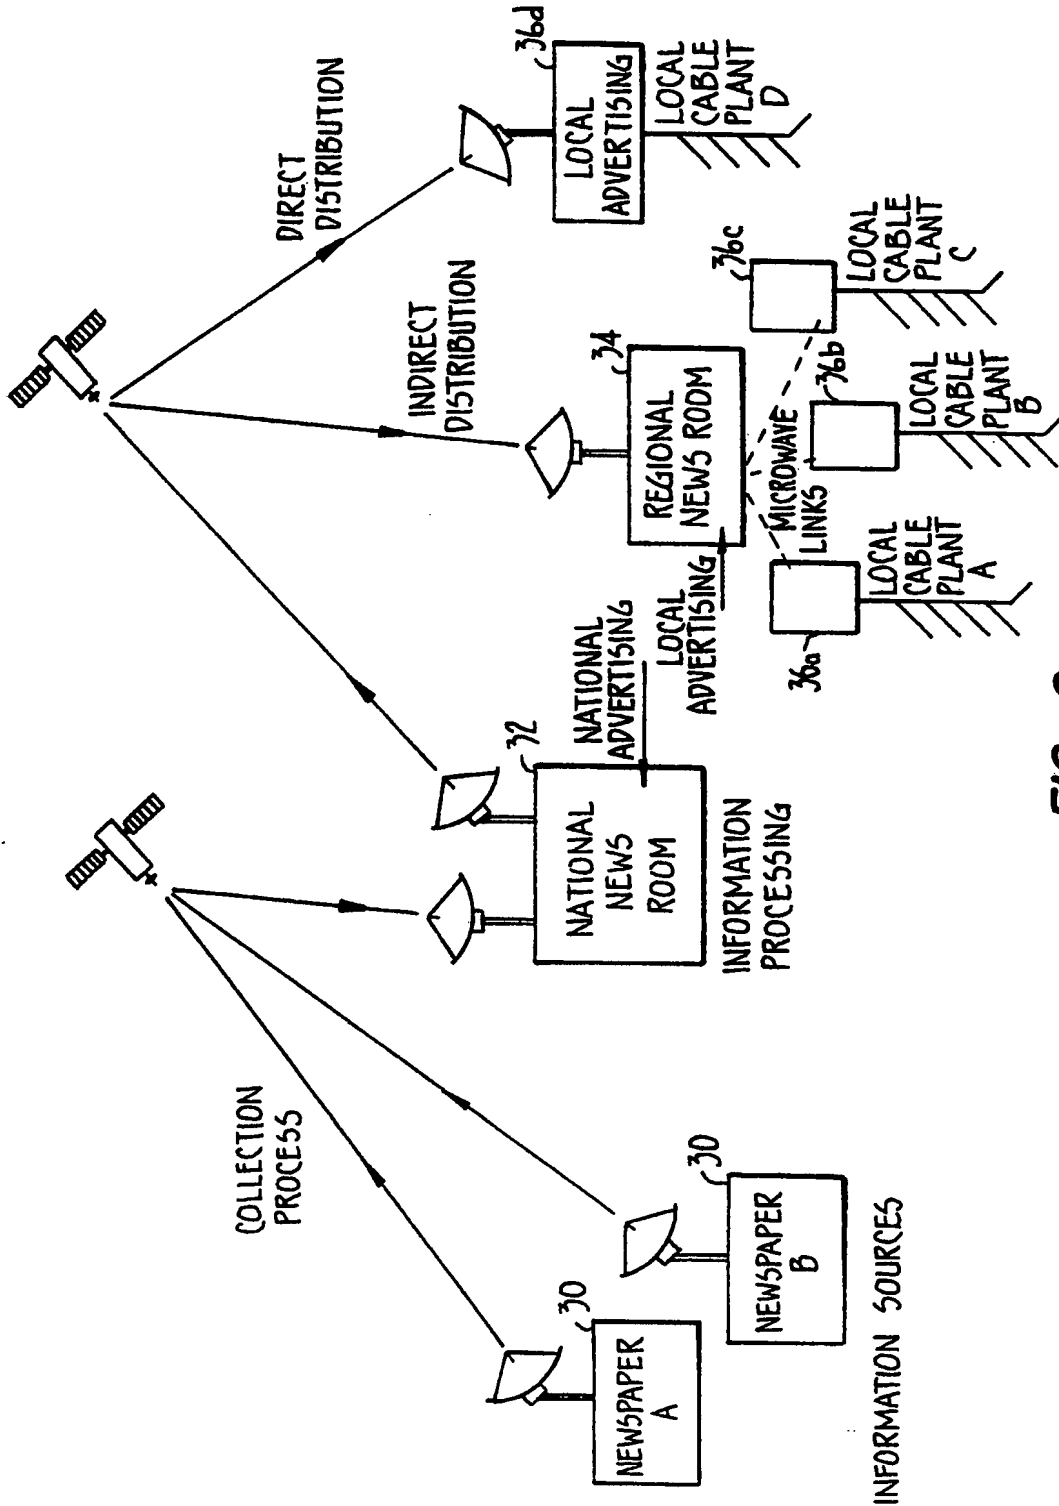 COLLECTION
PROCESS
DIRECT
DISTRIBUTION
INDIRECT
DISTRIBUTION
30
NEWSPAPER
A
30
NEWSPAPER
B
INFORMATION SOURCES
32
NATIONAL
NEWS
ROOM
INFORMATION
PROCESSING
NATIONAL
ADVERTISING
LOCAL
ADVERTISING
34
REGIONAL
NEWS ROOM
MICROWAVE
LINKS
36a
LOCAL
CABLE
PLANT
A
36b
LOCAL
CABLE
PLANT
B
36c
LOCAL
CABLE
PLANT
C
36d
LOCAL
ADVERTISING
LOCAL
CABLE
PLANT
D